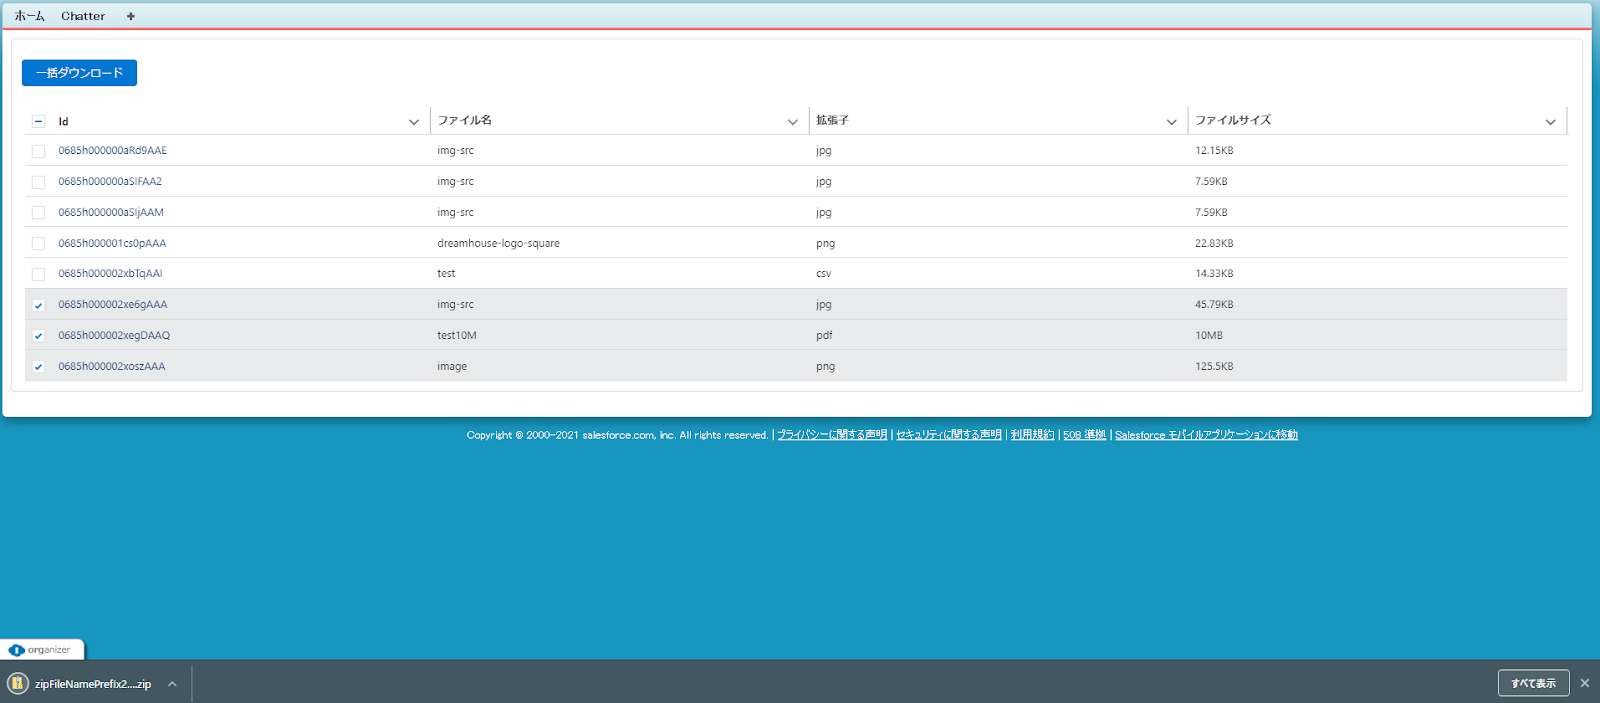 ホーム Chatter +
一括ダウンロード
Id ファイル名 拡張子 ファイルサイズ
0685h000000aRd9AAE img-src jpg 12.15KB
0685h000000aSIFAA2 img-src jpg 7.59KB
0685h000000aSIjAAM img-src jpg 7.59KB
0685h000001cs0pAAA dreamhouse-logo-square png 22.83KB
0685h000002xbTqAAI test csv 14.33KB
0685h000002xe6gAAA img-src jpg 45.79KB
0685h000002xegDAAQ test10M pdf 10MB
0685h000002xoszAAA image png 125.5KB
Copyright © 2000-2021 salesforce.com, inc. All rights reserved. | プライバシーに関する声明 | セキュリティに関する声明 | 利用規約 | 508 準拠 | Salesforce モバイルアプリケーションに移動
organizer
zipFileNamePrefix2....zip すべて表示